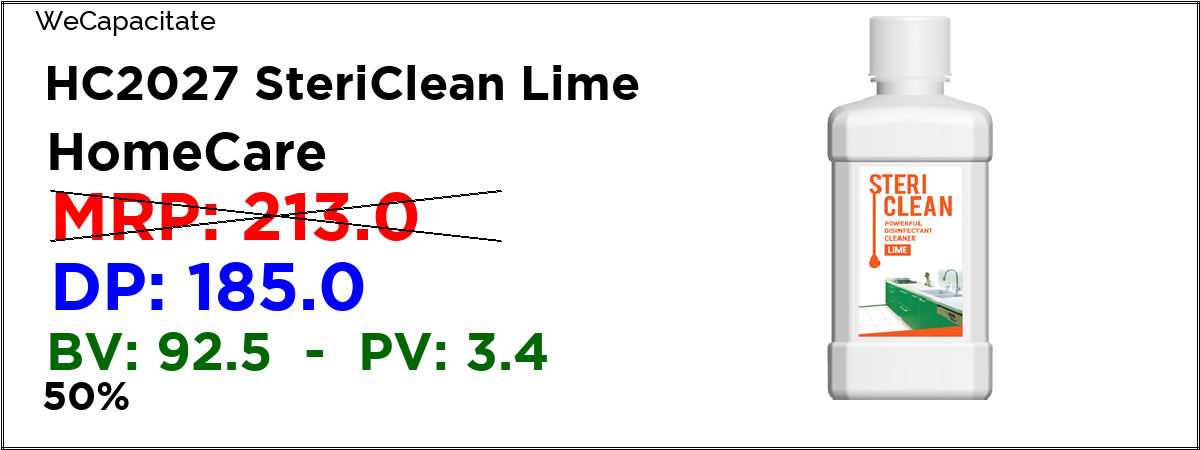 WeCapacitate
HC2027 SteriClean Lime
HomeCare
MRP: 213.0
DP: 185.0
BV: 92.5 - PV: 3.4
50%
STERI
CLEAN
POWERFUL
DISINFECTANT
CLEANER
LIME